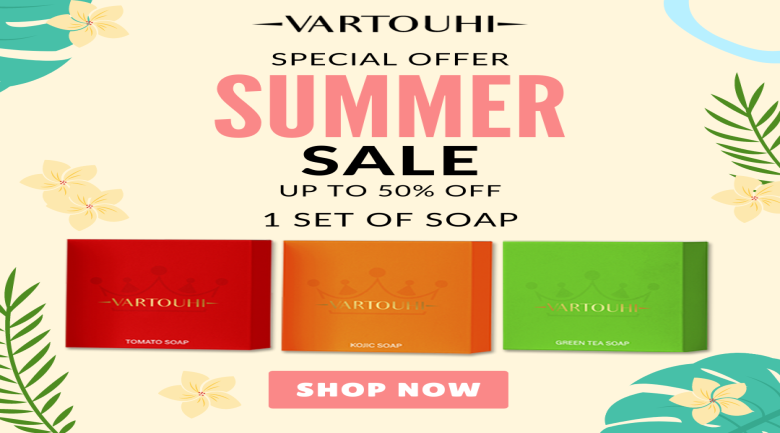 VARTOUHI
SPECIAL OFFER
SUMMER
SALE
UP TO 50% OFF
1 SET OF SOAP
VARTOUHI
TOMATO SOAP
VARTOUHI
KOJIC SOAP
VARTOUHI
GREEN TEA SOAP
SHOP NOW